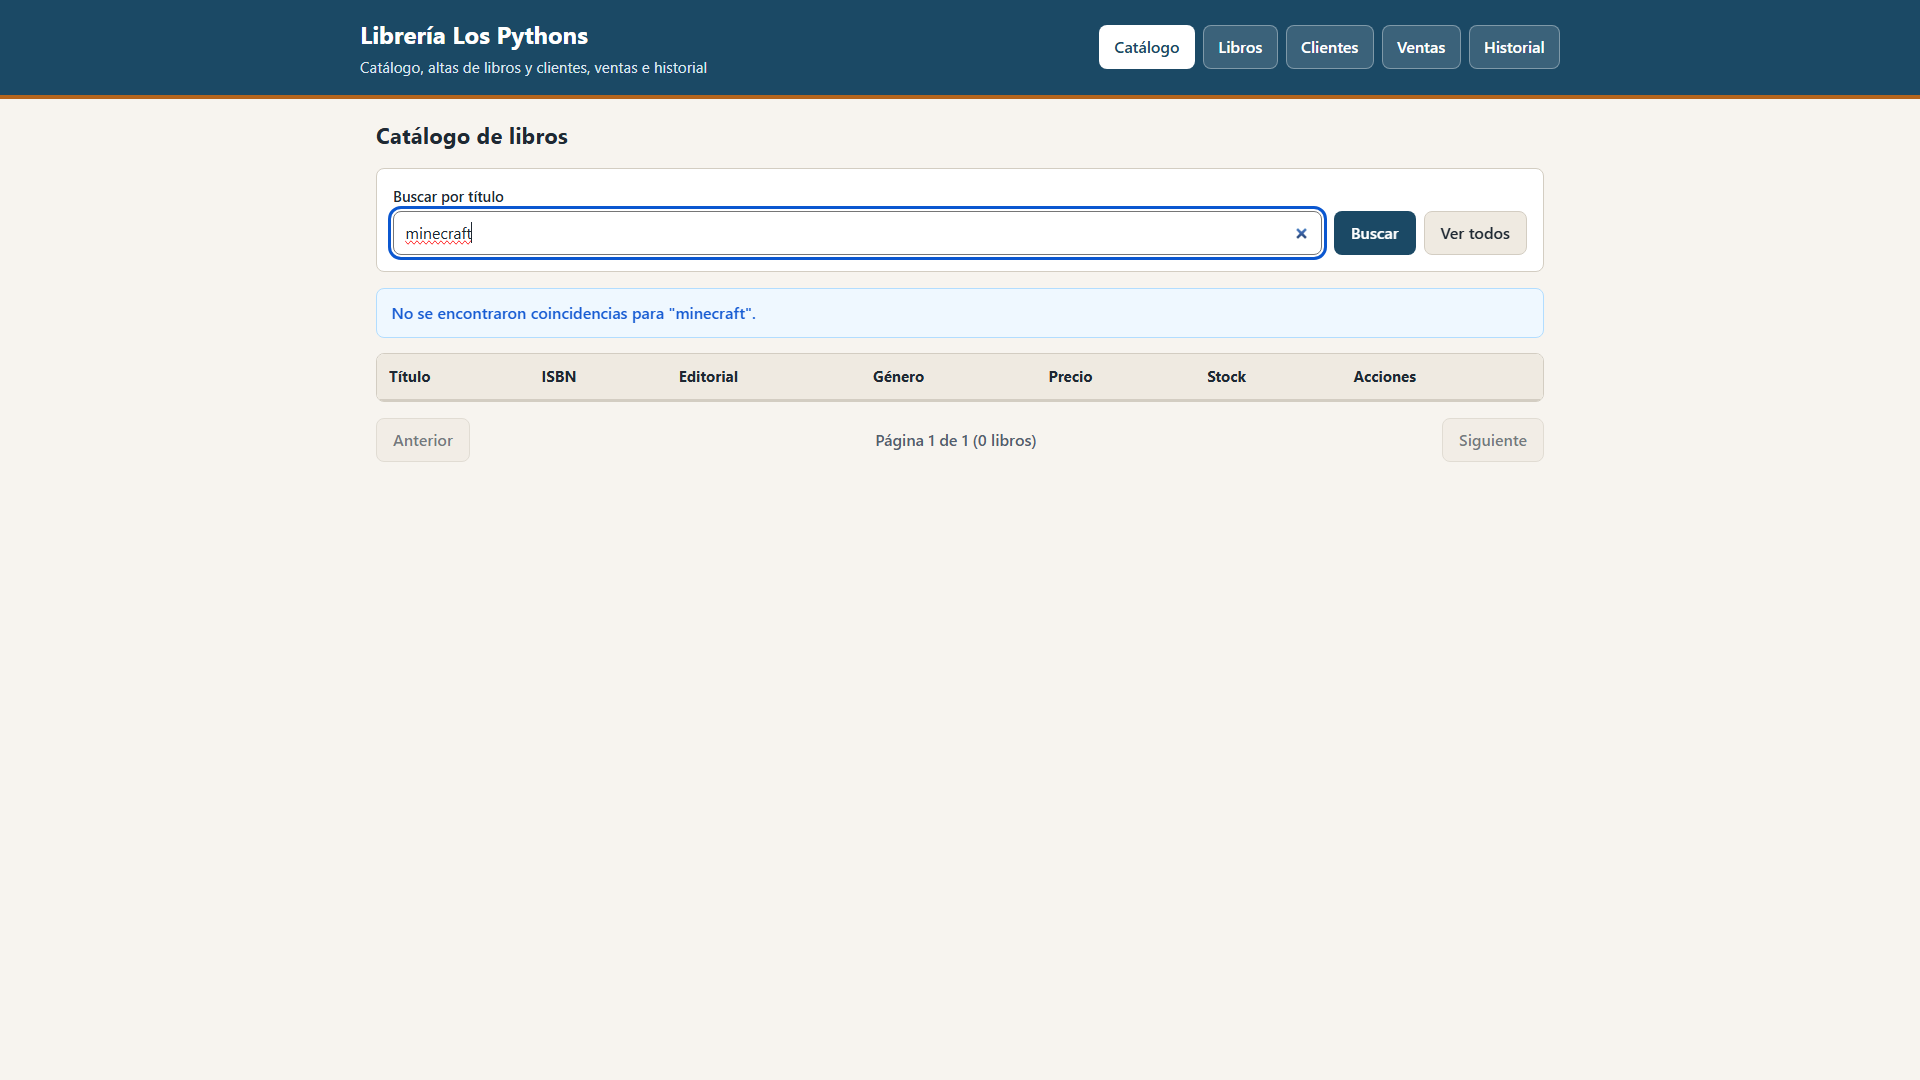 Librería Los Pythons
Catálogo, altas de libros y clientes, ventas e historial
Catálogo
Libros
Clientes
Ventas
Historial
Catálogo de libros
Buscar por título
minecraft
Buscar
Ver todos
No se encontraron coincidencias para "minecraft".
Título ISBN Editorial Género Precio Stock Acciones
Anterior
Página 1 de 1 (0 libros)
Siguiente